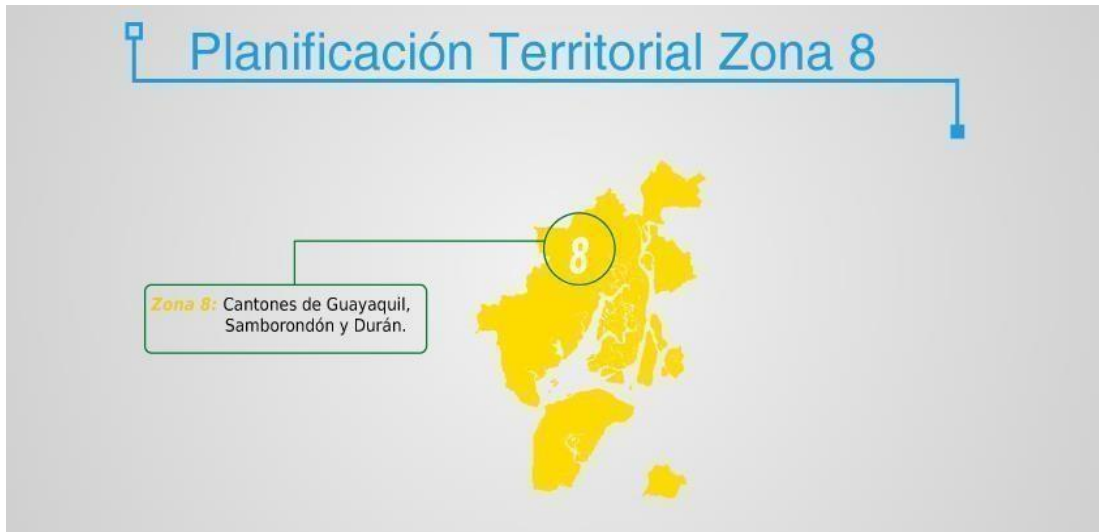 Planificación Territorial Zona 8
8
Zona 8: Cantones de Guayaquil,
Samborondón y Durán.